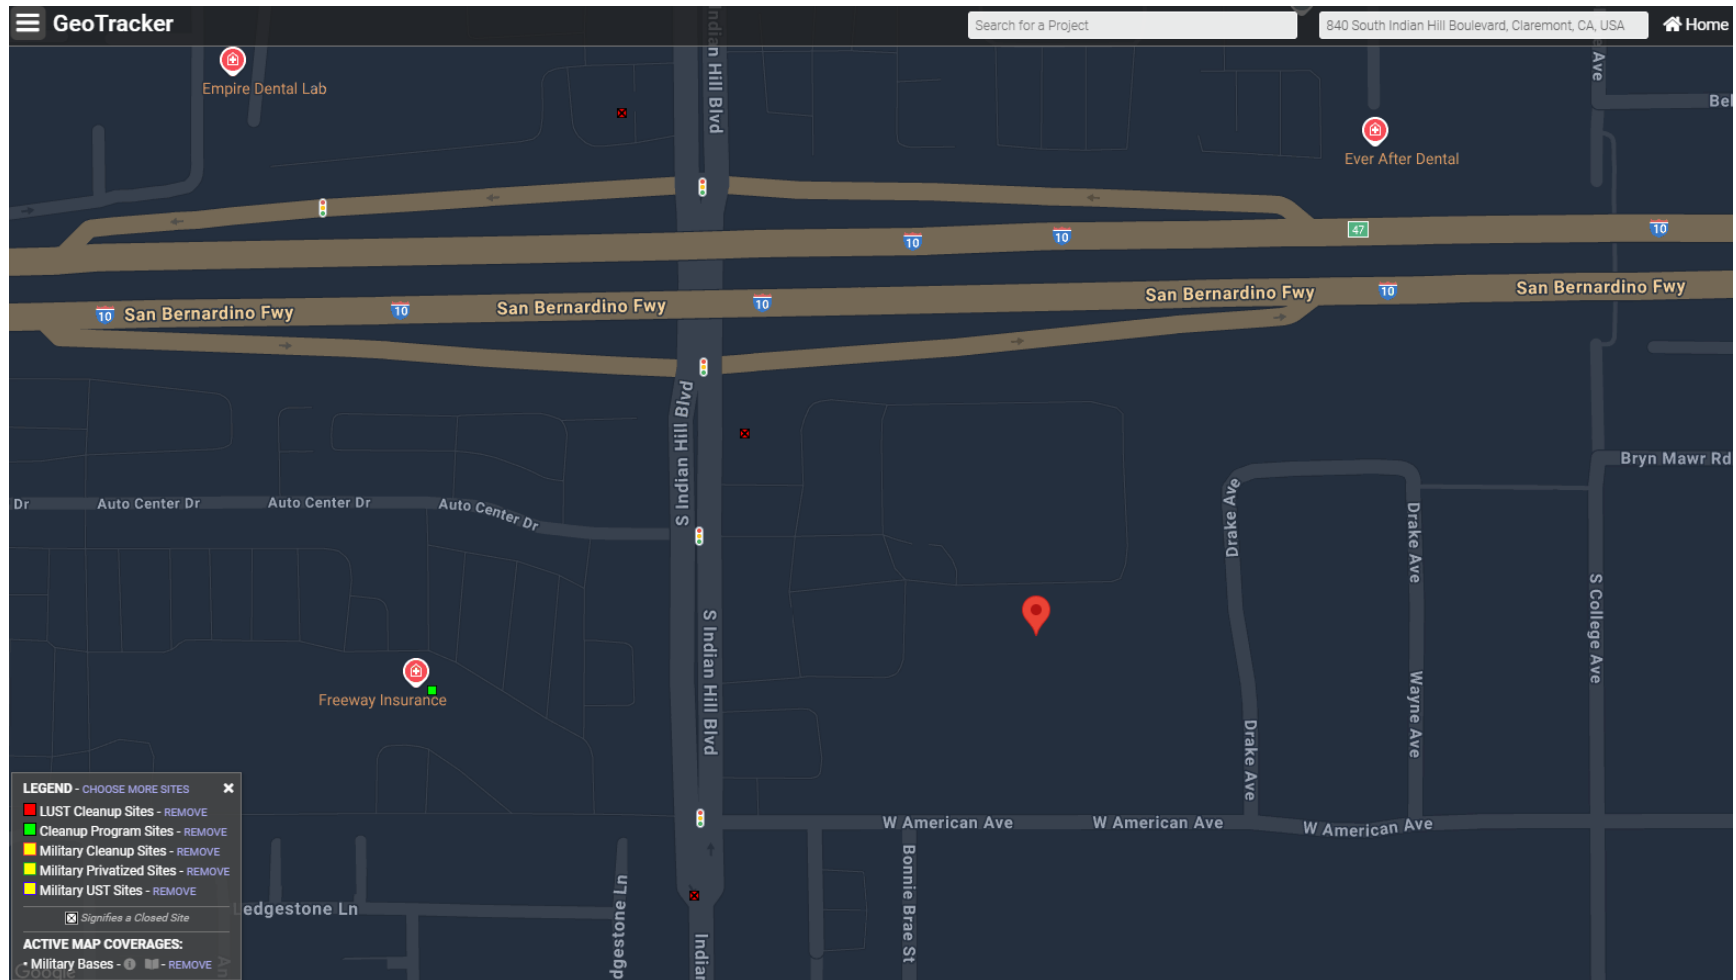 GeoTracker
Search for a Project
840 South Indian Hill Boulevard, Claremont, CA, USA
Home
Empire Dental Lab
Indian Hill Blvd
e Ave
Bel
Ever After Dental
47
10
10
10
10
San Bernardino Fwy
10
San Bernardino Fwy
10
San Bernardino Fwy
10
San Bernardino Fwy
S Indian Hill Blvd
Bryn Mawr Rd
Dr
Auto Center Dr
Auto Center Dr
Auto Center Dr
Drake Ave
Drake Ave
S College Ave
S Indian Hill Blvd
Freeway Insurance
Wayne Ave
Drake Ave
W American Ave
W American Ave
W American Ave
Bonnie Brae St
Ledgestone Ln
dgestone Ln
India
LEGEND - CHOOSE MORE SITES
LUST Cleanup Sites - REMOVE
Cleanup Program Sites - REMOVE
Military Cleanup Sites - REMOVE
Military Privatized Sites - REMOVE
Military UST Sites - REMOVE
Signifies a Closed Site
ACTIVE MAP COVERAGES:
• Military Bases - REMOVE
Google